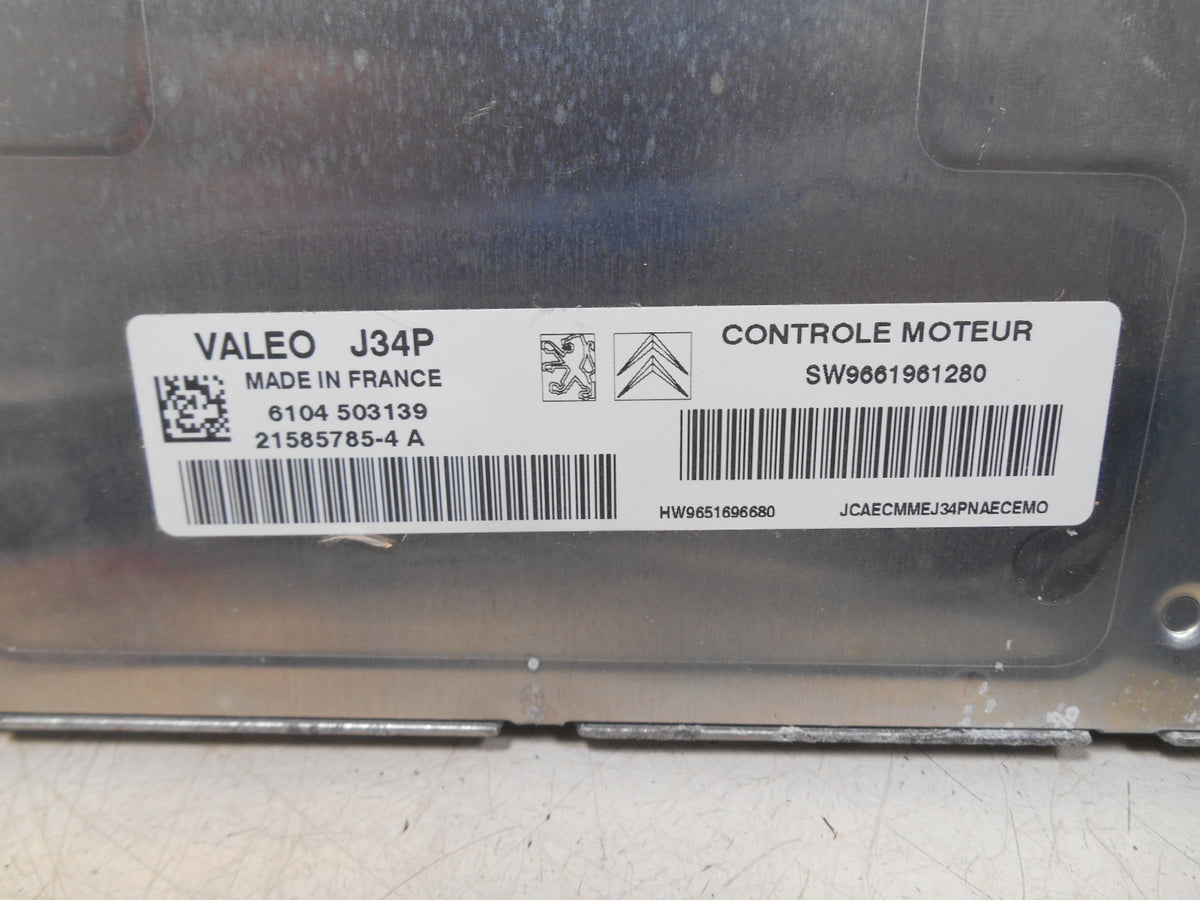 VALEO J34P
MADE IN FRANCE
6104 503139
21585785-4 A
CONTROLE MOTEUR
SW9661961280
HW9651696680
JCAECMMEJ34PNAECEMO